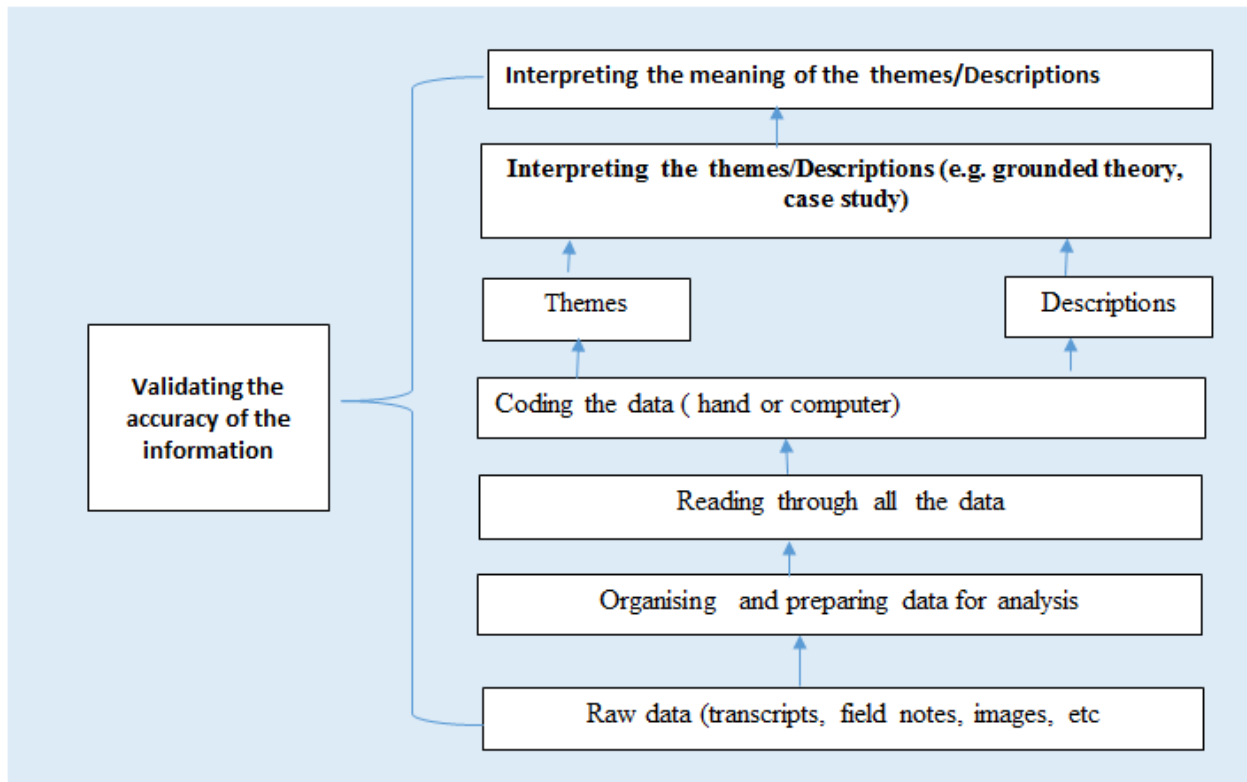 Interpreting the meaning of the themes/Descriptions
Interpreting the themes/Descriptions (e.g. grounded theory,
case study)
Themes
Descriptions
Validating the
accuracy of the
information
Coding the data ( hand or computer)
Reading through all the data
Organising and preparing data for analysis
Raw data (transcripts, field notes, images, etc